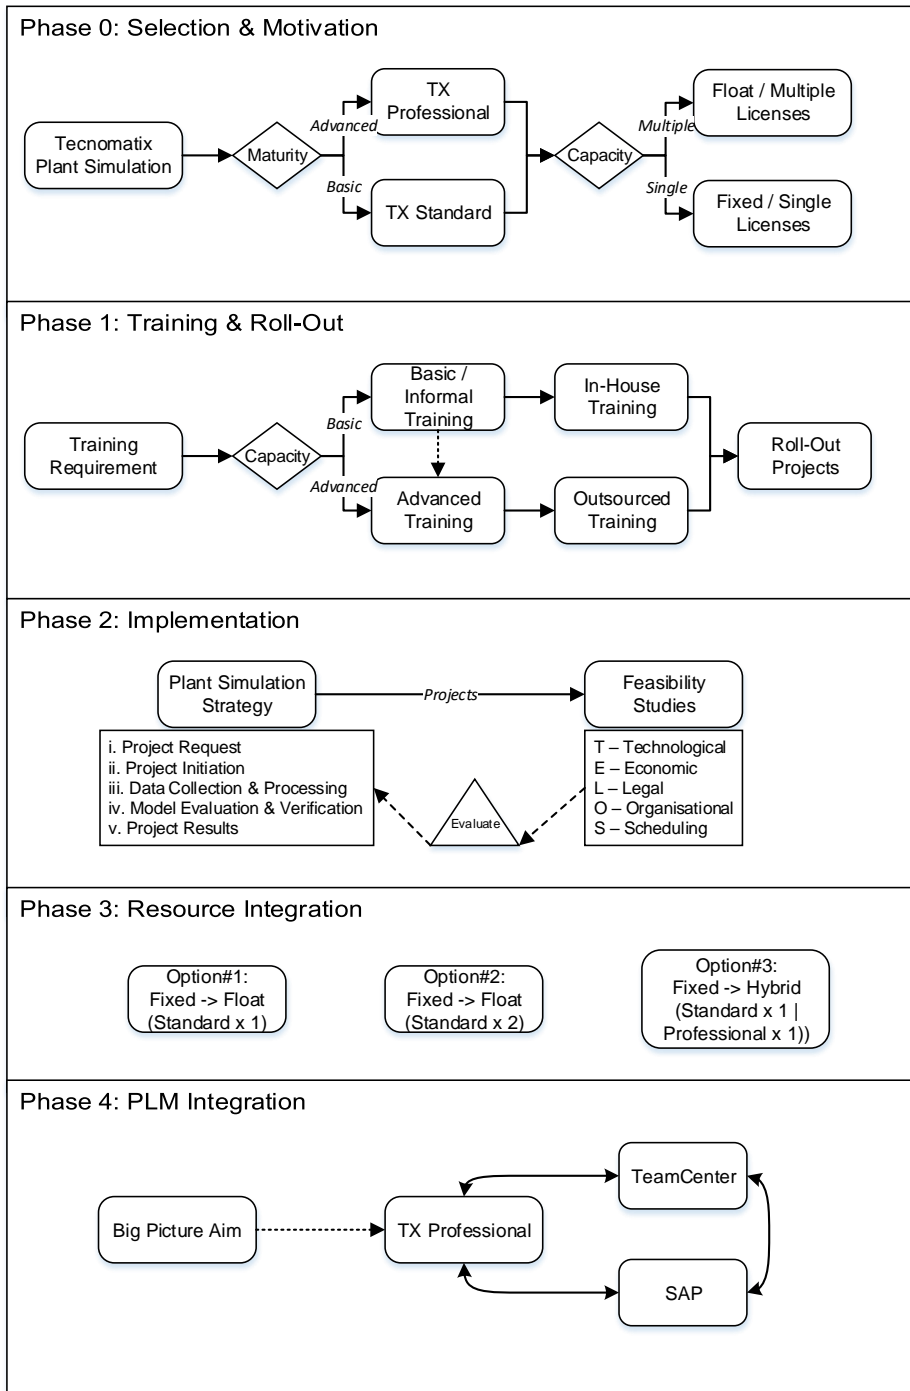 Phase 0: Selection & Motivation
Tecnomatix
Plant Simulation
Maturity
Advanced
Basic
TX
Professional
TX Standard
Capacity
Multiple
Single
Float / Multiple
Licenses
Fixed / Single
Licenses
Phase 1: Training & Roll-Out
Training
Requirement
Capacity
Basic
Advanced
Basic /
Informal
Training
Advanced
Training
In-House
Training
Outsourced
Training
Roll-Out
Projects
Phase 2: Implementation
Plant Simulation
Strategy
Projects
Feasibility
Studies
i. Project Request
ii. Project Initiation
iii. Data Collection & Processing
iv. Model Evaluation & Verification
v. Project Results
Evaluate
T – Technological
E – Economic
L – Legal
O – Organisational
S – Scheduling
Phase 3: Resource Integration
Option#1:
Fixed -> Float
(Standard x 1)
Option#2:
Fixed -> Float
(Standard x 2)
Option#3:
Fixed -> Hybrid
(Standard x 1 |
Professional x 1))
Phase 4: PLM Integration
Big Picture Aim
TX Professional
TeamCenter
SAP